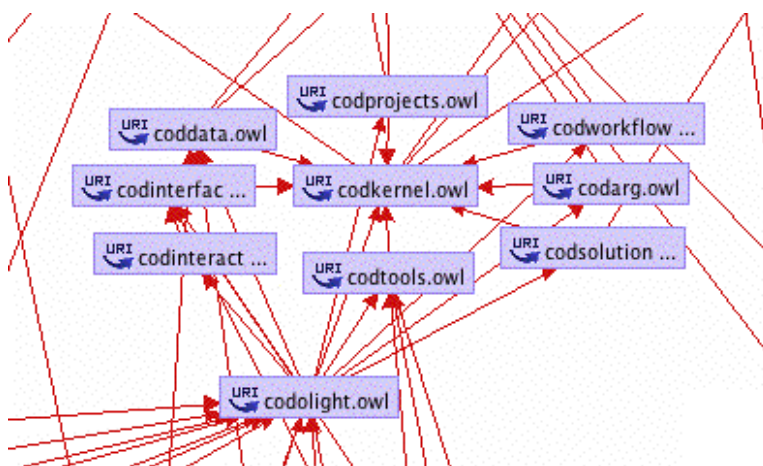 URI codprojects.owl
URI coddata.owl
URI codworkflow ...
URI codinterfac ...
URI codkernel.owl
URI codarg.owl
URI codinteract ...
URI codtools.owl
URI codsolution ...
URI codolight.owl